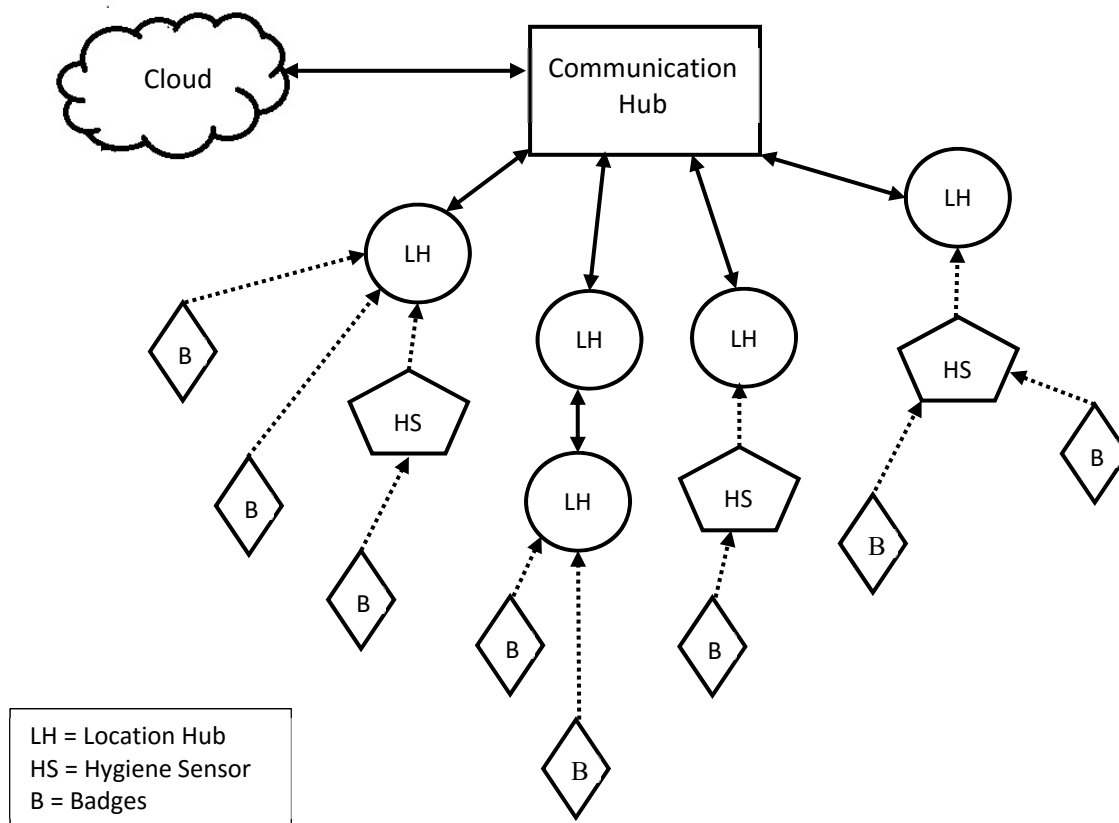 Cloud
Communication
Hub
LH
LH
LH
LH
HS
HS
B
B
LH
HS
B
B
B
B
B
B
LH = Location Hub
HS = Hygiene Sensor
B = Badges